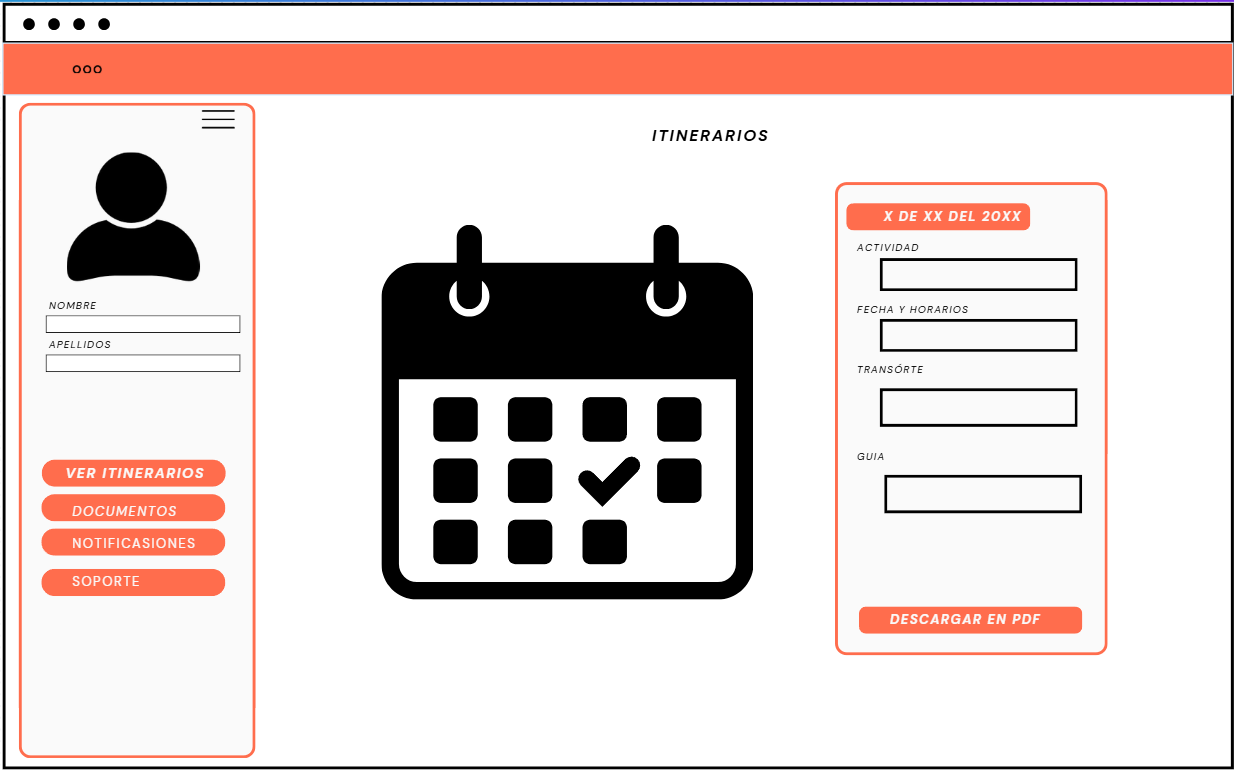 ITINERARIOS
NOMBRE
APELLIDOS
VER ITINERARIOS
DOCUMENTOS
NOTIFICASIONES
SOPORTE
X DE XX DEL 20XX
ACTIVIDAD
FECHA Y HORARIOS
TRANSÓRTE
GUIA
DESCARGAR EN PDF